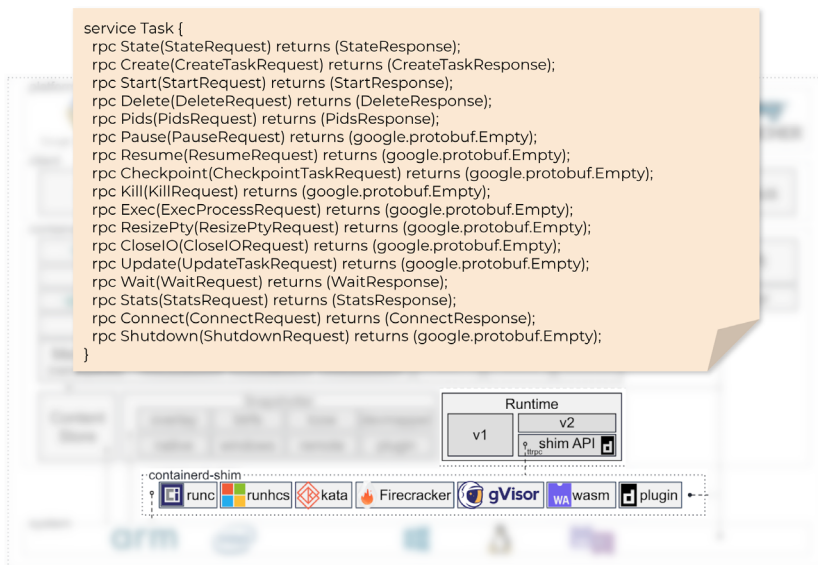 service Task {
rpc State(StateRequest) returns (StateResponse);
rpc Create(CreateTaskRequest) returns (CreateTaskResponse);
rpc Start(StartRequest) returns (StartResponse);
rpc Delete(DeleteRequest) returns (DeleteResponse);
rpc Pids(PidsRequest) returns (PidsResponse);
rpc Pause(PauseRequest) returns (google.protobuf.Empty);
rpc Resume(ResumeRequest) returns (google.protobuf.Empty);
rpc Checkpoint(CheckpointTaskRequest) returns (google.protobuf.Empty);
rpc Kill(KillRequest) returns (google.protobuf.Empty);
rpc Exec(ExecProcessRequest) returns (google.protobuf.Empty);
rpc ResizePty(ResizePtyRequest) returns (google.protobuf.Empty);
rpc CloseIO(CloseIORequest) returns (google.protobuf.Empty);
rpc Update(UpdateTaskRequest) returns (google.protobuf.Empty);
rpc Wait(WaitRequest) returns (WaitResponse);
rpc Stats(StatsRequest) returns (StatsResponse);
rpc Connect(ConnectRequest) returns (ConnectResponse);
rpc Shutdown(ShutdownRequest) returns (google.protobuf.Empty);
}
Content Store
Snapshotter
Runtime
v1
v2
shim API
ttrpc
containerd-shim
runc
runhcs
kata
Firecracker
gVisor
WA
wasm
plugin
arm